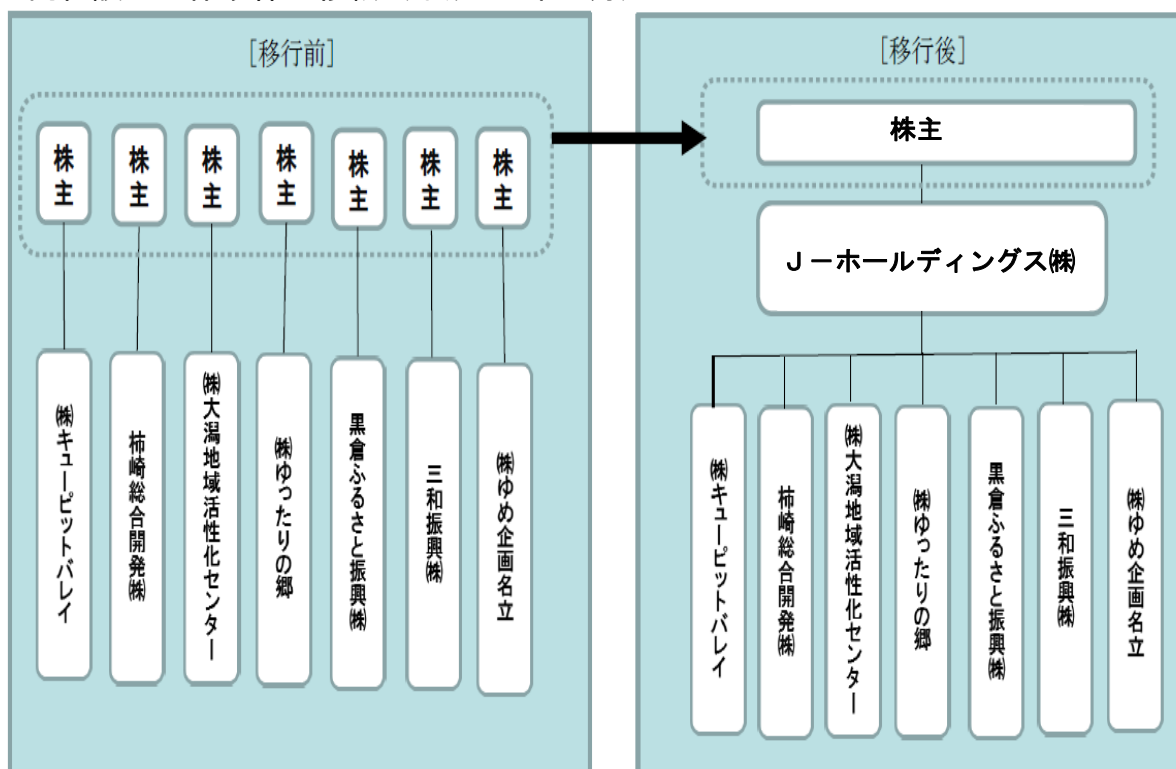 [移行前]
株主
株主
株主
株主
株主
株主
株主
㈱キューピットバレイ
柿崎総合開発㈱
㈱大潟地域活性化センター
㈱ゆったりの郷
黒倉ふるさと振興㈱
三和振興㈱
㈱ゆめ企画名立
[移行後]
株主
J－ホールディングス㈱
㈱キューピットバレイ
柿崎総合開発㈱
㈱大潟地域活性化センター
㈱ゆったりの郷
黒倉ふるさと振興㈱
三和振興㈱
㈱ゆめ企画名立